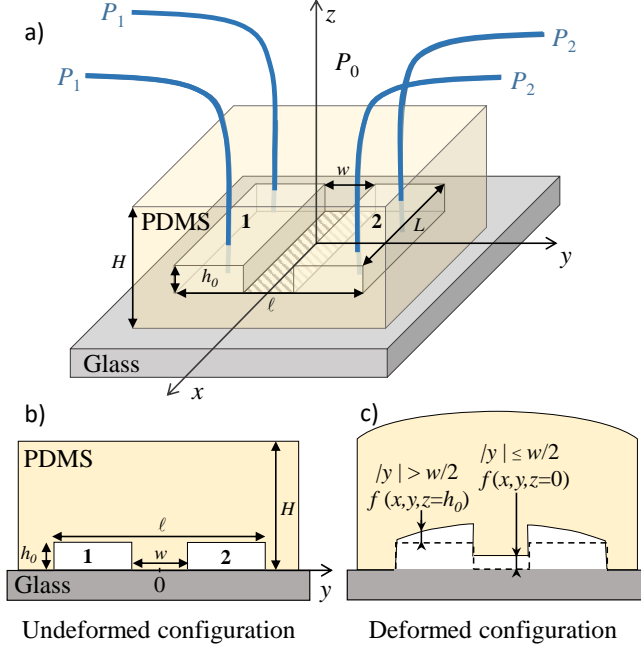 a)
P1
P1
z
P0
P2
P2
w
PDMS
1
2
L
H
h0
ℓ
y
Glass
x
b)
c)
PDMS
H
ℓ
h0
1
w
2
Glass
0
y
Undeformed configuration
|y| > w/2
f(x,y,z=h0)
|y| ≤ w/2
f(x,y,z=0)
Deformed configuration